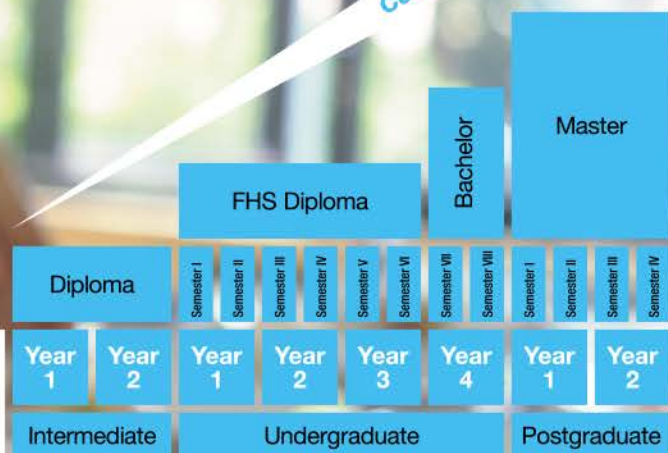 Master
Bachelor
FHS Diploma
Diploma
Semester I
Semester II
Semester III
Semester IV
Semester V
Semester VI
Semester VII
Semester VIII
Semester I
Semester II
Semester III
Semester IV
Year 1
Year 2
Year 1
Year 2
Year 3
Year 4
Year 1
Year 2
Intermediate
Undergraduate
Postgraduate